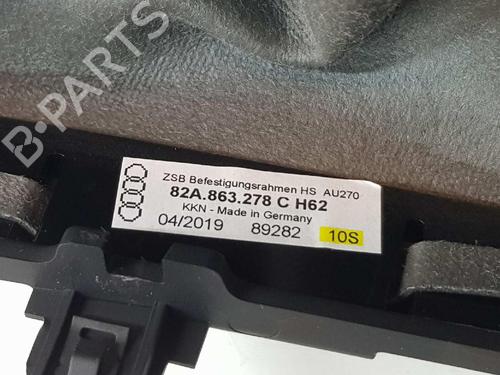 B-PARTS
ZSB Befestigungsrahmen HS AU270
82A.863.278 C H62
KKN - Made in Germany
04/2019 89282 10S